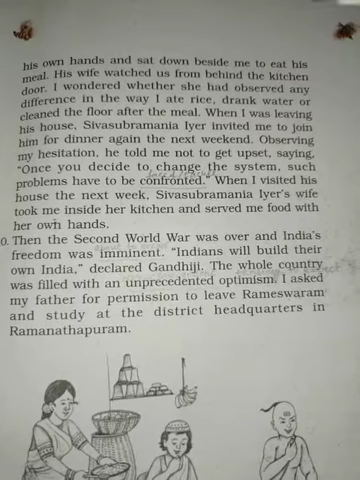 his own hands and sat down beside me to eat his
meal. His wife watched us from behind the kitchen
door. I wondered whether she had observed any
difference in the way I ate rice, drank water or
cleaned the floor after the meal. When I was leaving
his house, Sivasubramania Iyer invited me to join
him for dinner again the next weekend. Observing
my hesitation, he told me not to get upset, saying,
“Once you decide to change the system, such
problems have to be confronted.” When I visited his
house the next week, Sivasubramania Iyer's wife
took me inside her kitchen and served me food with
her own hands.
0. Then the Second World War was over and India's
freedom was imminent. “Indians will build their
own India,” declared Gandhiji. The whole country
was filled with an unprecedented optimism. I asked
my father for permission to leave Rameswaram
and study at the district headquarters in
Ramanathapuram.